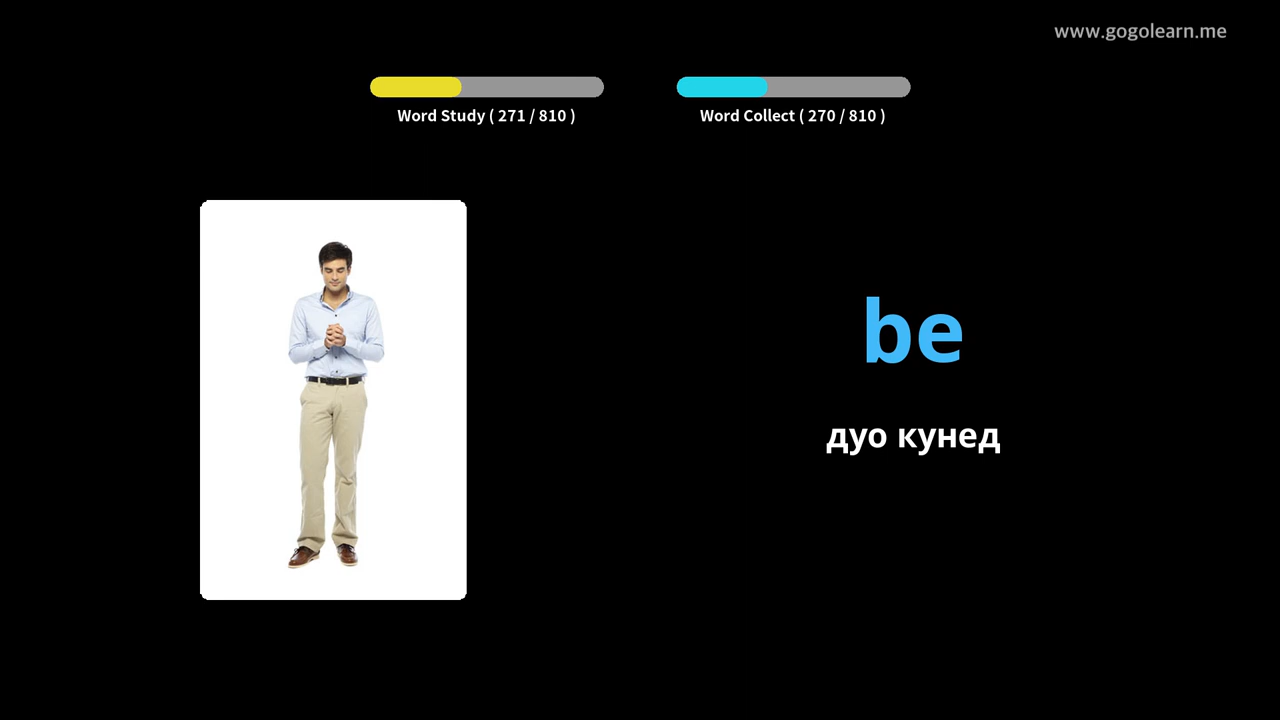 www.gogolearn.me
Word Study ( 271 / 810 )
Word Collect ( 270 / 810 )
be
дуо кунед